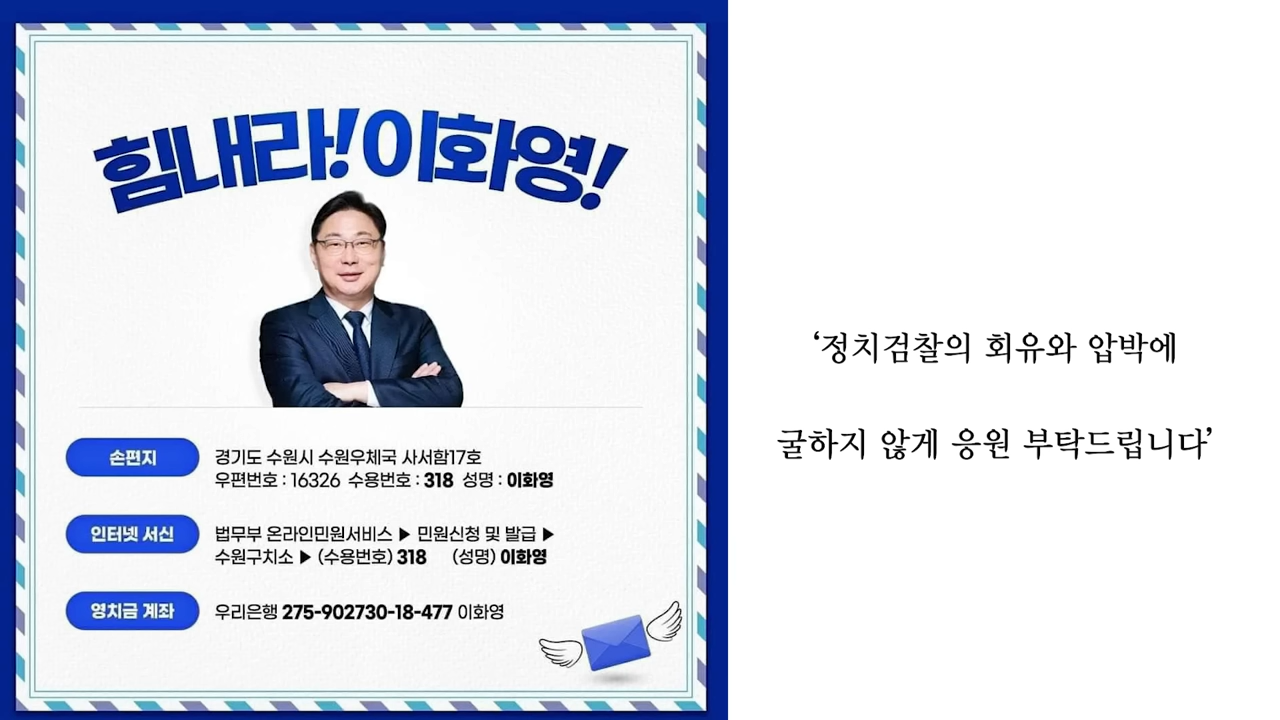 힘내라! 이화영!
손편지
경기도 수원시 수원우체국 사서함17호
우편번호 : 16326 수용번호 : 318 성명 : 이화영
인터넷 서신
법무부 온라인민원서비스 ▶ 민원신청 및 발급 ▶
수원구치소 ▶ (수용번호) 318 (성명) 이화영
영치금 계좌
우리은행 275-902730-18-477 이화영
‘정치검찰의 회유와 압박에
굴하지 않게 응원 부탁드립니다’